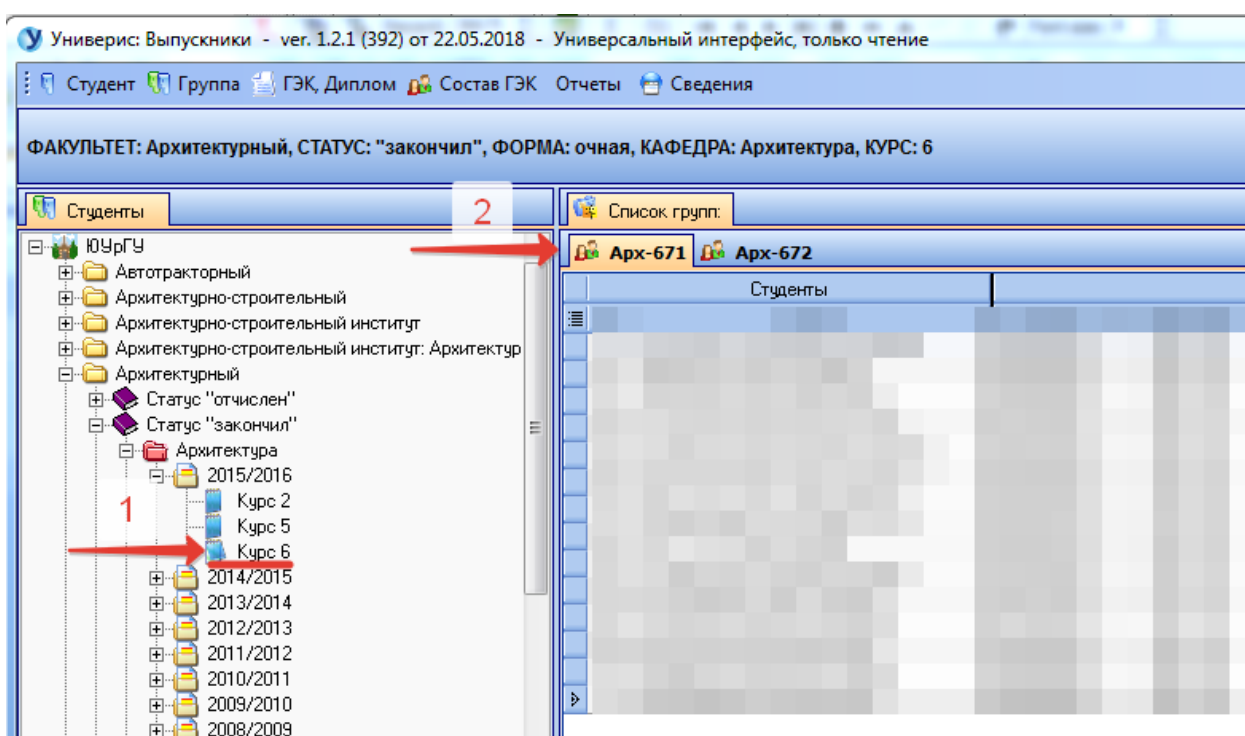 Универис: Выпускники - ver. 1.2.1 (392) от 22.05.2018 - Универсальный интерфейс, только чтение
Студент Группа ГЭК, Диплом Состав ГЭК Отчеты Сведения
ФАКУЛЬТЕТ: Архитектурный, СТАТУС: "закончил", ФОРМА: очная, КАФЕДРА: Архитектура, КУРС: 6
Студенты
2
Список групп:
ЮУрГУ
Автотракторный
Архитектурно-строительный
Архитектурно-строительный институт
Архитектурно-строительный институт: Архитектур
Архитектурный
Статус "отчислен"
Статус "закончил"
Архитектура
2015/2016
1
Курс 2
Курс 5
Курс 6
2014/2015
2013/2014
2012/2013
2011/2012
2010/2011
2009/2010
2008/2009
Арх-671 Арх-672
Студенты